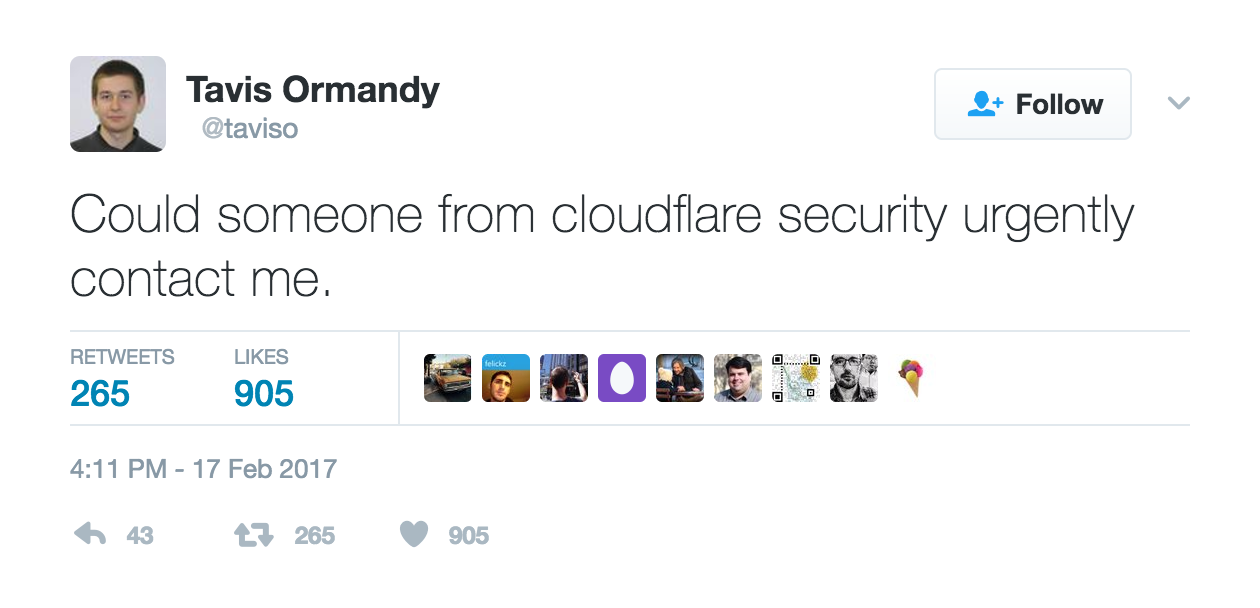 Tavis Ormandy
@taviso
Follow
Could someone from cloudflare security urgently
contact me.
RETWEETS
265
LIKES
905
felickz
4:11 PM - 17 Feb 2017
43
265
905